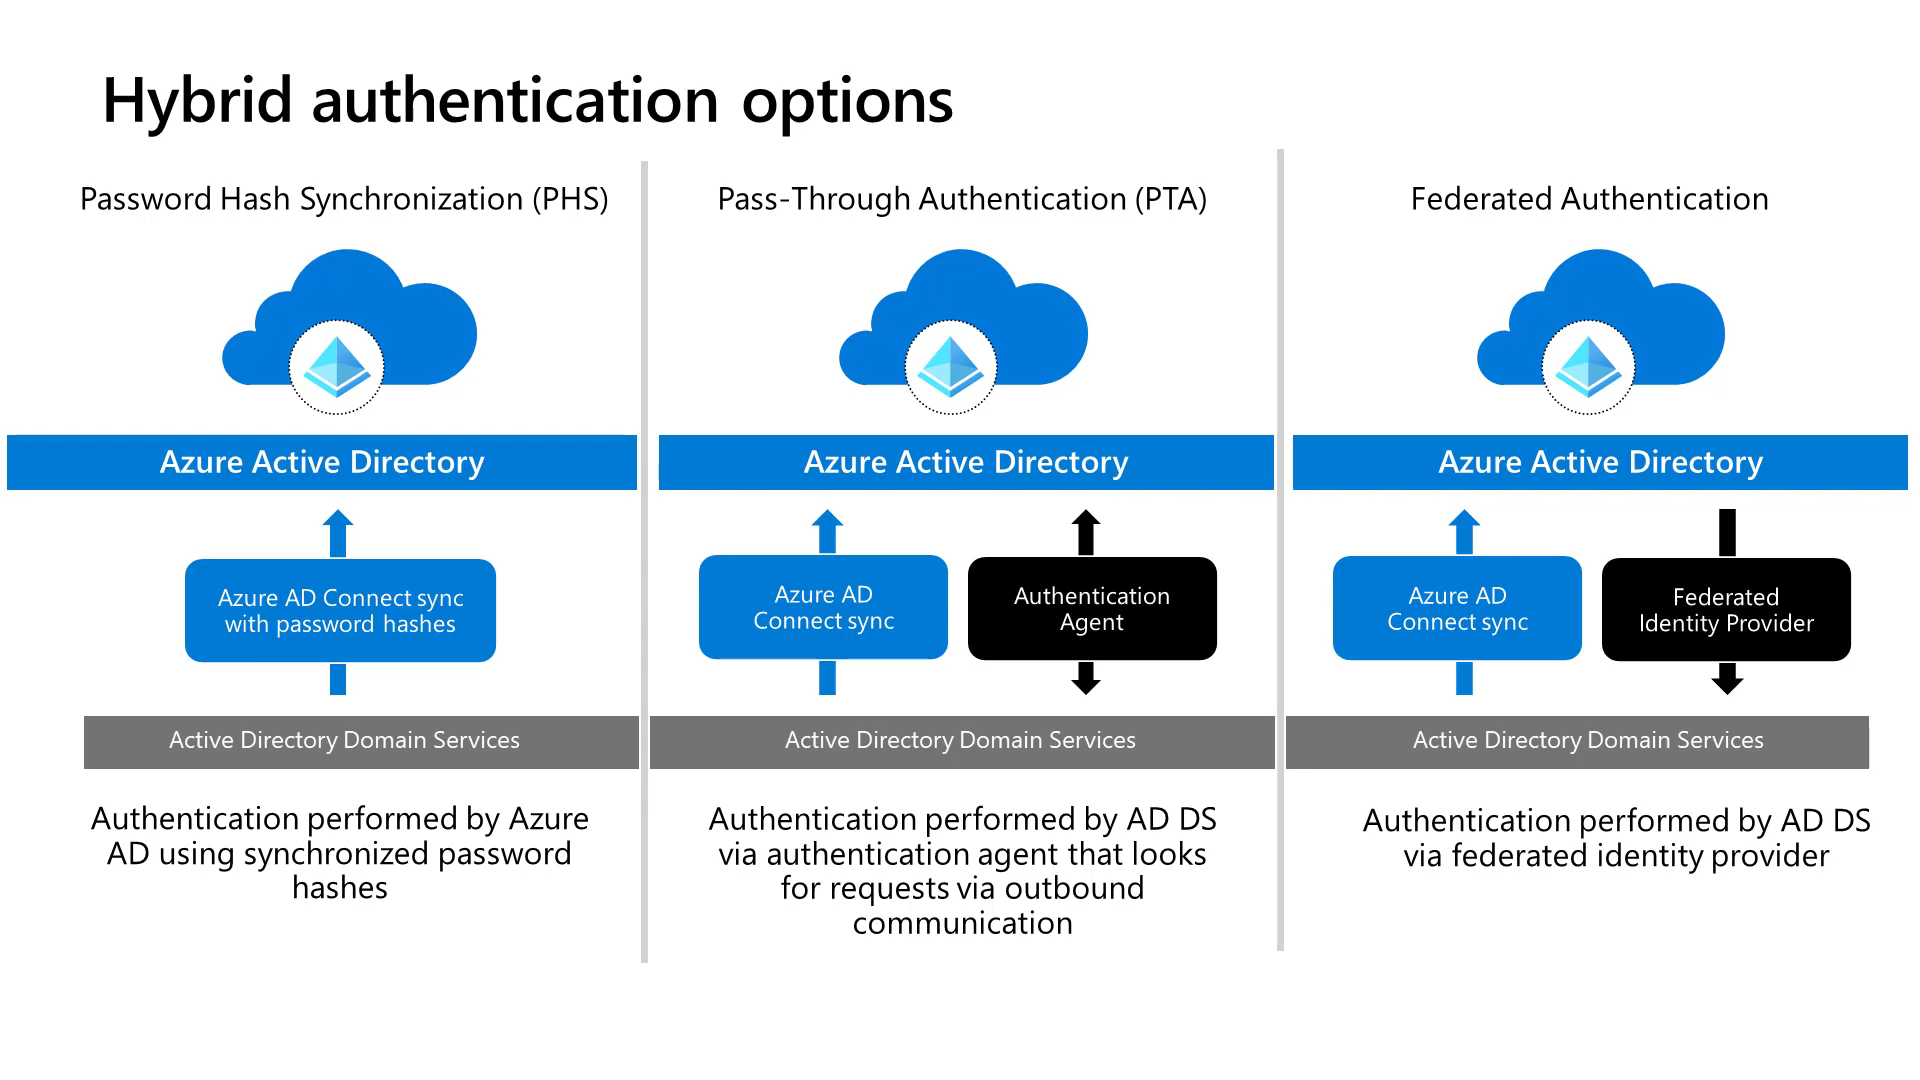 Hybrid authentication options
Password Hash Synchronization (PHS)
Azure Active Directory
Azure AD Connect sync
with password hashes
Active Directory Domain Services
Authentication performed by Azure
AD using synchronized password
hashes
Pass-Through Authentication (PTA)
Azure Active Directory
Azure AD
Connect sync
Authentication
Agent
Active Directory Domain Services
Authentication performed by AD DS
via authentication agent that looks
for requests via outbound
communication
Federated Authentication
Azure Active Directory
Azure AD
Connect sync
Federated
Identity Provider
Active Directory Domain Services
Authentication performed by AD DS
via federated identity provider